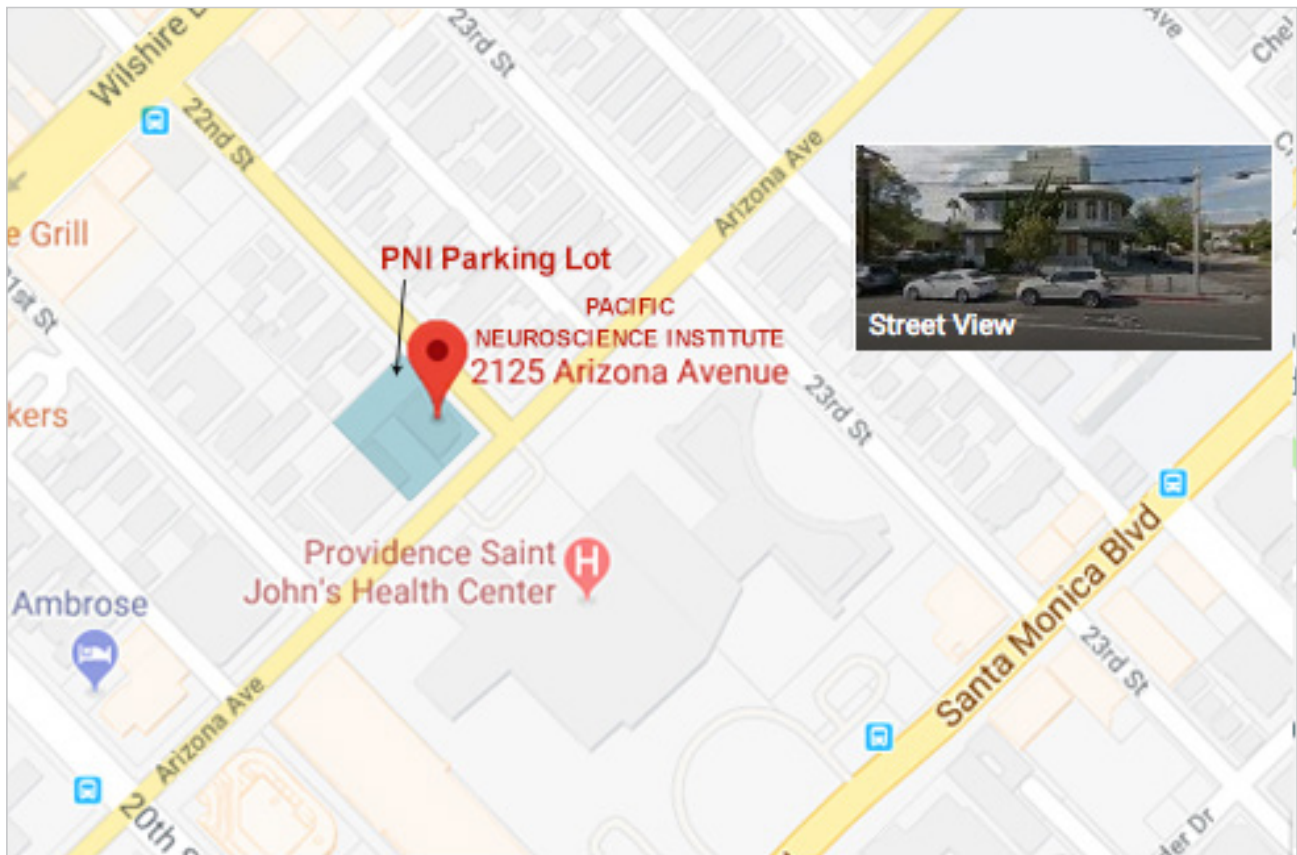 Wilshire B
23rd St
Ave
Chel
22nd St
Arizona Ave
C
e Grill
PNI Parking Lot
PACIFIC
NEUROSCIENCE INSTITUTE
2125 Arizona Avenue
Street View
1st St
kers
23rd St
Providence Saint
John's Health Center
H
Ambrose
Santa Monica Blvd
23rd St
Arizona Ave
20th s
der Dr